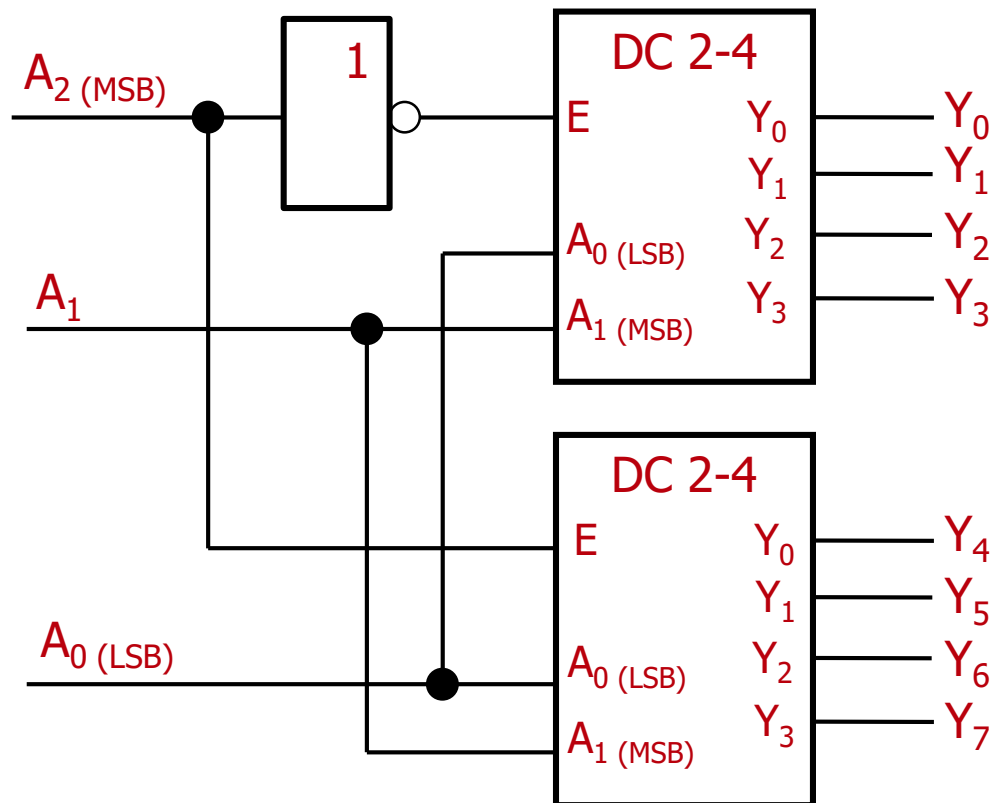 1
DC 2-4
A2 (MSB)
E
Y0
Y0
Y1
Y1
A0 (LSB)
Y2
Y2
A1
A1 (MSB)
Y3
Y3
DC 2-4
E
Y0
Y4
Y1
Y5
A0 (LSB)
A0 (LSB)
Y2
Y6
A1 (MSB)
Y3
Y7